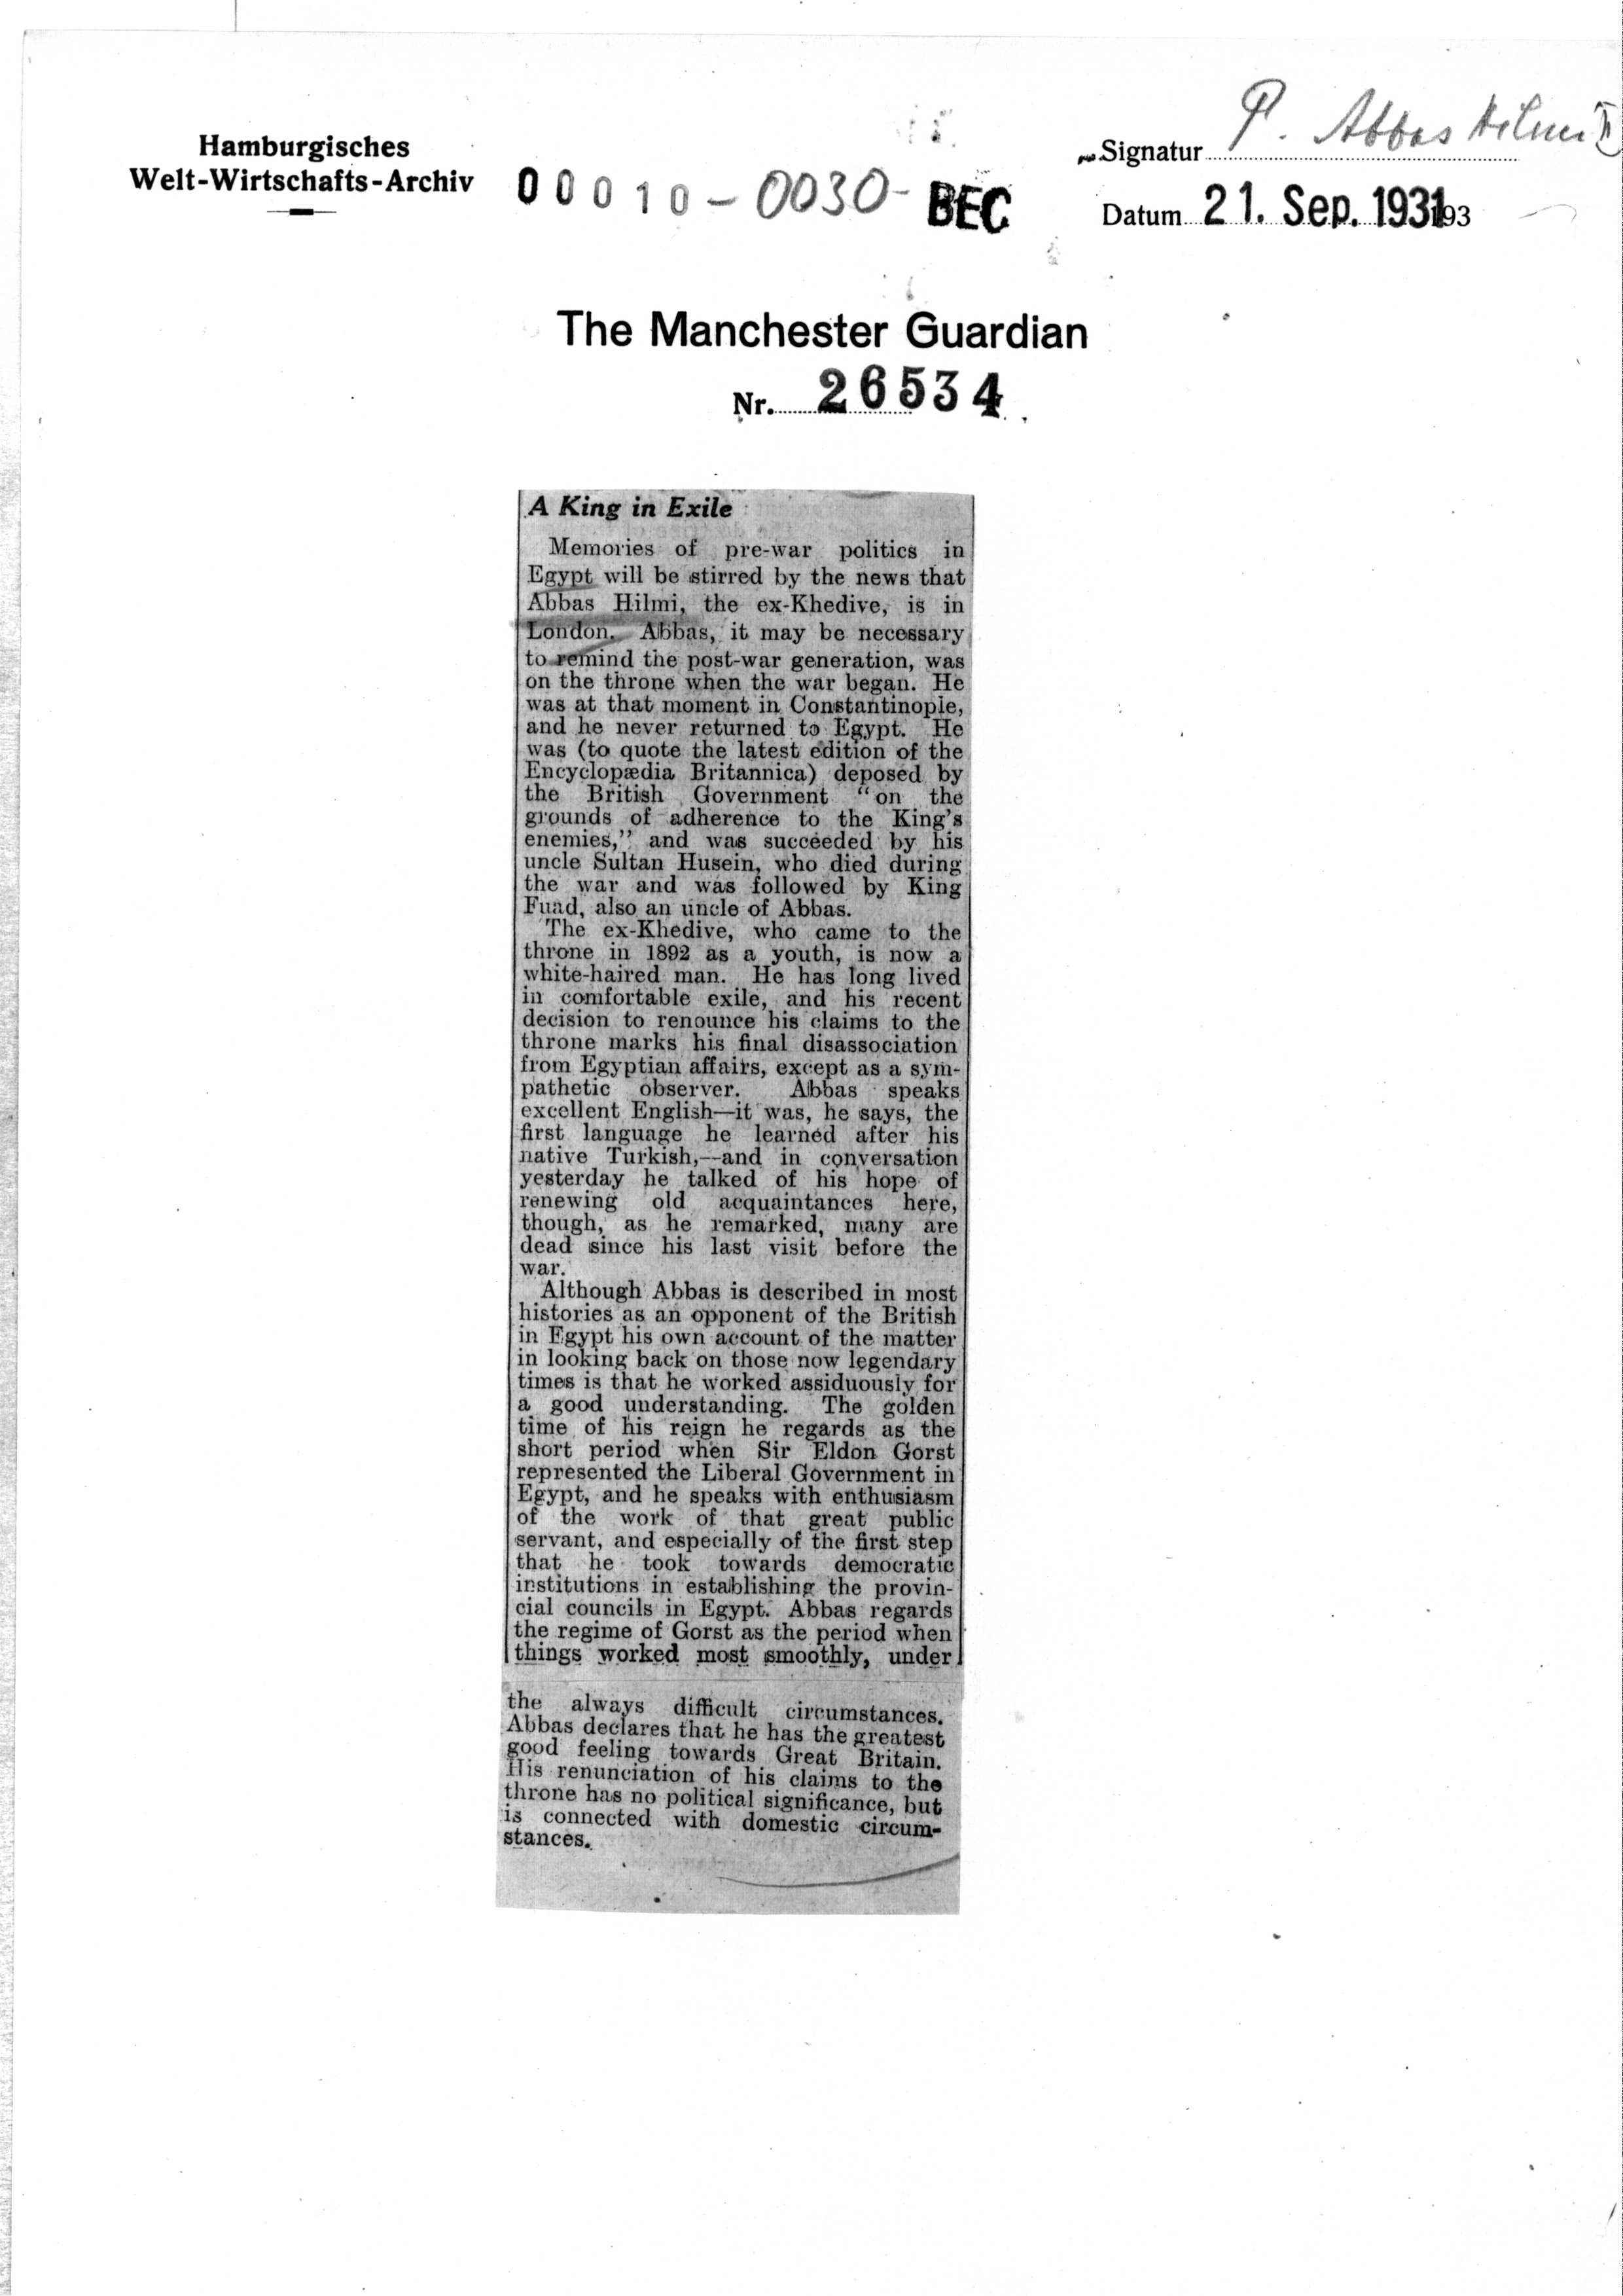 Hamburgisches
Welt-Wirtschafts-Archiv
00010-0030-BEC
Signatur P. Abbas Hilmi II
Datum 21. Sep. 1931 193
The Manchester Guardian
Nr. 26534
A King in Exile
Memories of pre-war politics in
Egypt will be stirred by the news that
Abbas Hilmi, the ex-Khedive, is in
London. Abbas, it may be necessary
to remind the post-war generation, was
on the throne when the war began. He
was at that moment in Constantinople,
and he never returned to Egypt. He
was (to quote the latest edition of the
Encyclopædia Britannica) deposed by
the British Government "on the
grounds of adherence to the King's
enemies," and was succeeded by his
uncle Sultan Husein, who died during
the war and was followed by King
Fuad, also an uncle of Abbas.
The ex-Khedive, who came to the
throne in 1892 as a youth, is now a
white-haired man. He has long lived
in comfortable exile, and his recent
decision to renounce his claims to the
throne marks his final disassociation
from Egyptian affairs, except as a sym-
pathetic observer. Abbas speaks
excellent English—it was, he says, the
first language he learned after his
native Turkish,—and in conversation
yesterday he talked of his hope of
renewing old acquaintances here,
though, as he remarked, many are
dead since his last visit before the
war.
Although Abbas is described in most
histories as an opponent of the British
in Egypt his own account of the matter
in looking back on those now legendary
times is that he worked assiduously for
a good understanding. The golden
time of his reign he regards as the
short period when Sir Eldon Gorst
represented the Liberal Government in
Egypt, and he speaks with enthusiasm
of the work of that great public
servant, and especially of the first step
that he took towards democratic
institutions in establishing the provin-
cial councils in Egypt. Abbas regards
the regime of Gorst as the period when
things worked most smoothly, under
the always difficult circumstances.
Abbas declares that he has the greatest
good feeling towards Great Britain.
His renunciation of his claims to the
throne has no political significance, but
is connected with domestic circum-
stances.